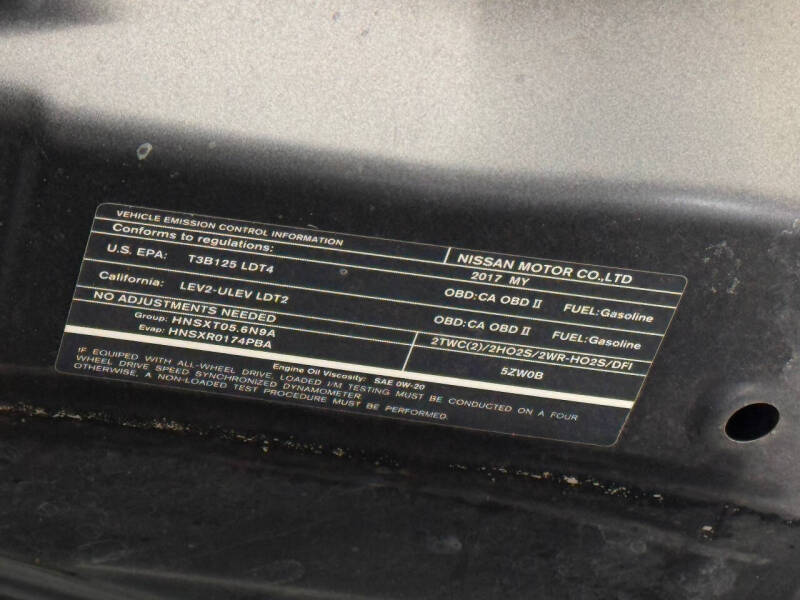 VEHICLE EMISSION CONTROL INFORMATION
NISSAN MOTOR CO.,LTD
Conforms to regulations:
2017 MY
U.S. EPA: T3B125 LDT4 OBD:CA OBD II FUEL:Gasoline
California: LEV2-ULEV LDT2 OBD:CA OBD II FUEL:Gasoline
NO ADJUSTMENTS NEEDED
2TWC(2)/2HO2S/2WR-HO2S/DFI
Group: HNSXT05.6N9A
Evap: HNSXR0174PBA
5ZW0B
Engine Oil Viscosity: SAE 0W-20
IF EQUIPPED WITH ALL-WHEEL DRIVE, LOADED I/M TESTING MUST BE CONDUCTED ON A FOUR
WHEEL DRIVE SPEED SYNCHRONIZED DYNAMOMETER.
OTHERWISE, A NON-LOADED TEST PROCEDURE MUST BE PERFORMED.